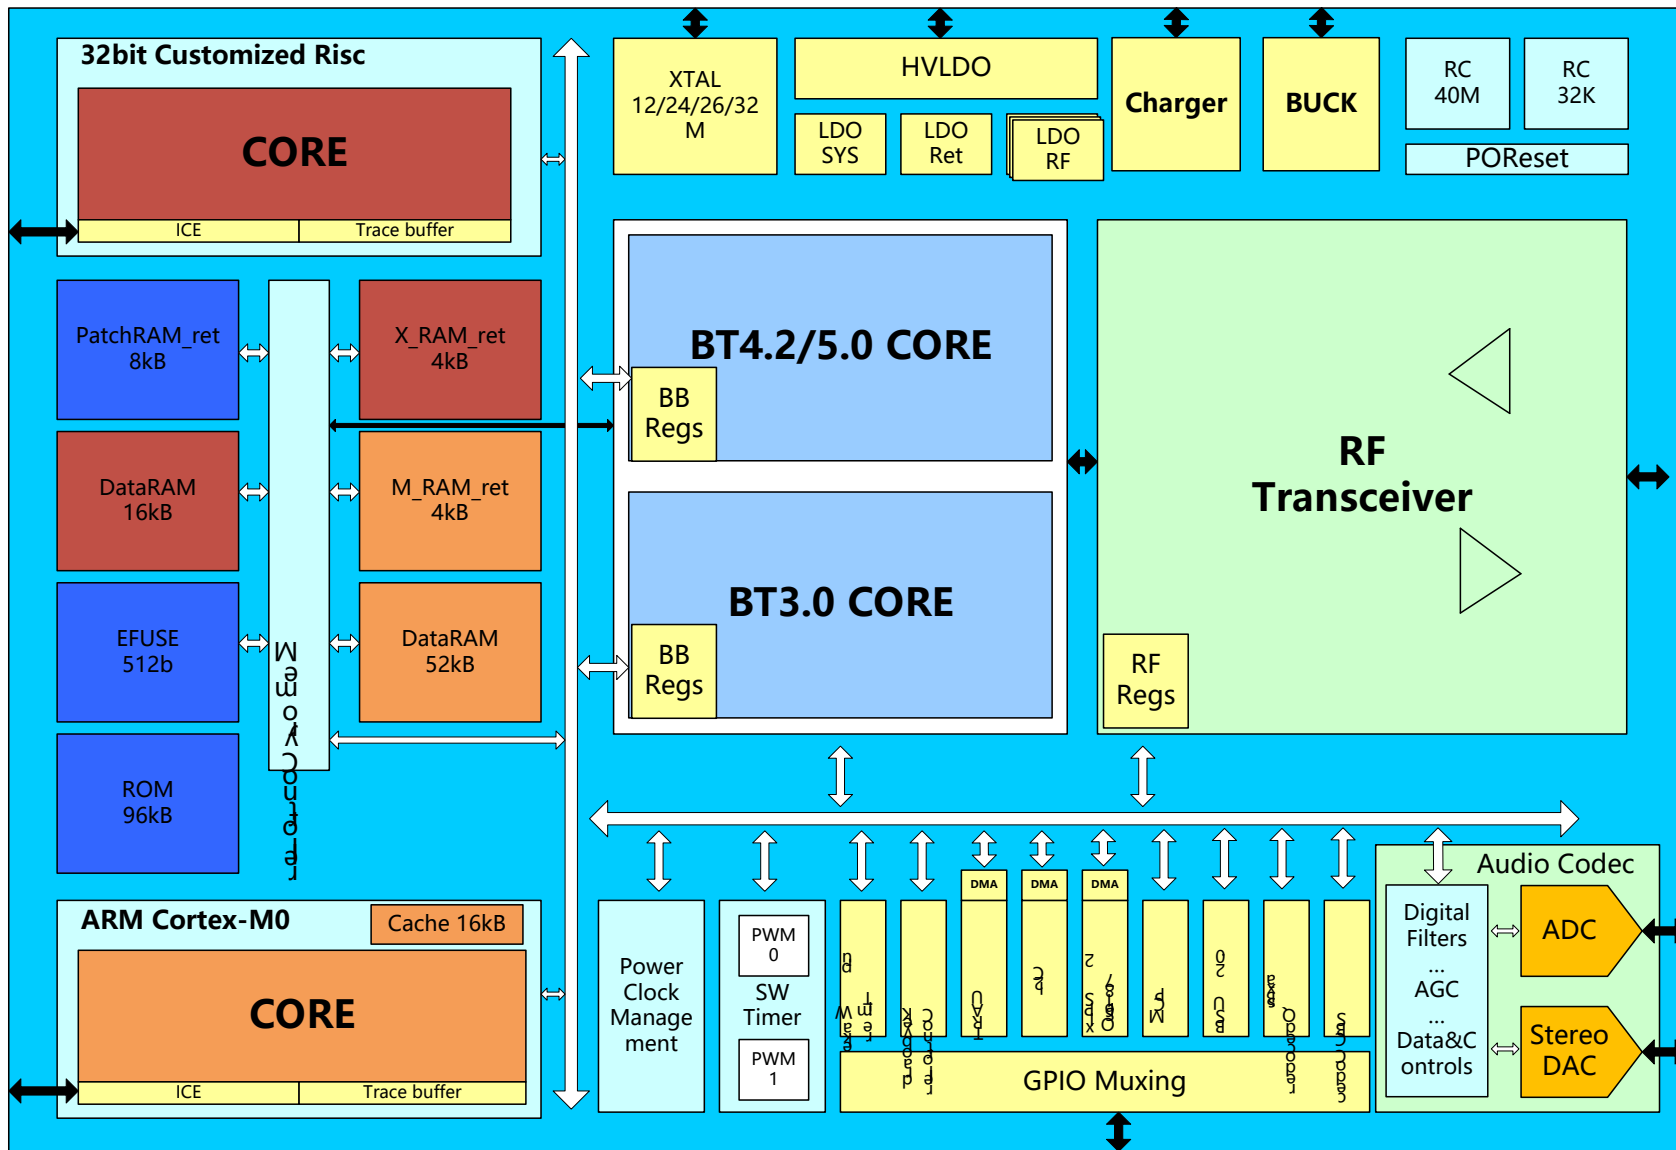 32bit Customized Risc
CORE
ICE
Trace buffer
XTAL
12/24/26/32
M
HVLDO
LDO
SYS
LDO
Ret
LDO
RF
Charger
BUCK
RC
40M
RC
32K
POReset
PatchRAM_ret
8kB
X_RAM_ret
4kB
DataRAM
16kB
M_RAM_ret
4kB
EFUSE
512b
DataRAM
52kB
ROM
96kB
BT4.2/5.0 CORE
BB
Regs
BT3.0 CORE
BB
Regs
RF
Transceiver
RF
Regs
ARM Cortex-M0
Cache 16kB
CORE
ICE
Trace buffer
Power
Clock
Manage
ment
PWM
0
SW
Timer
PWM
1
DMA
DMA
DMA
GPIO Muxing
Audio Codec
Digital
Filters
...
AGC
...
Data&C
ontrols
ADC
Stereo
DAC